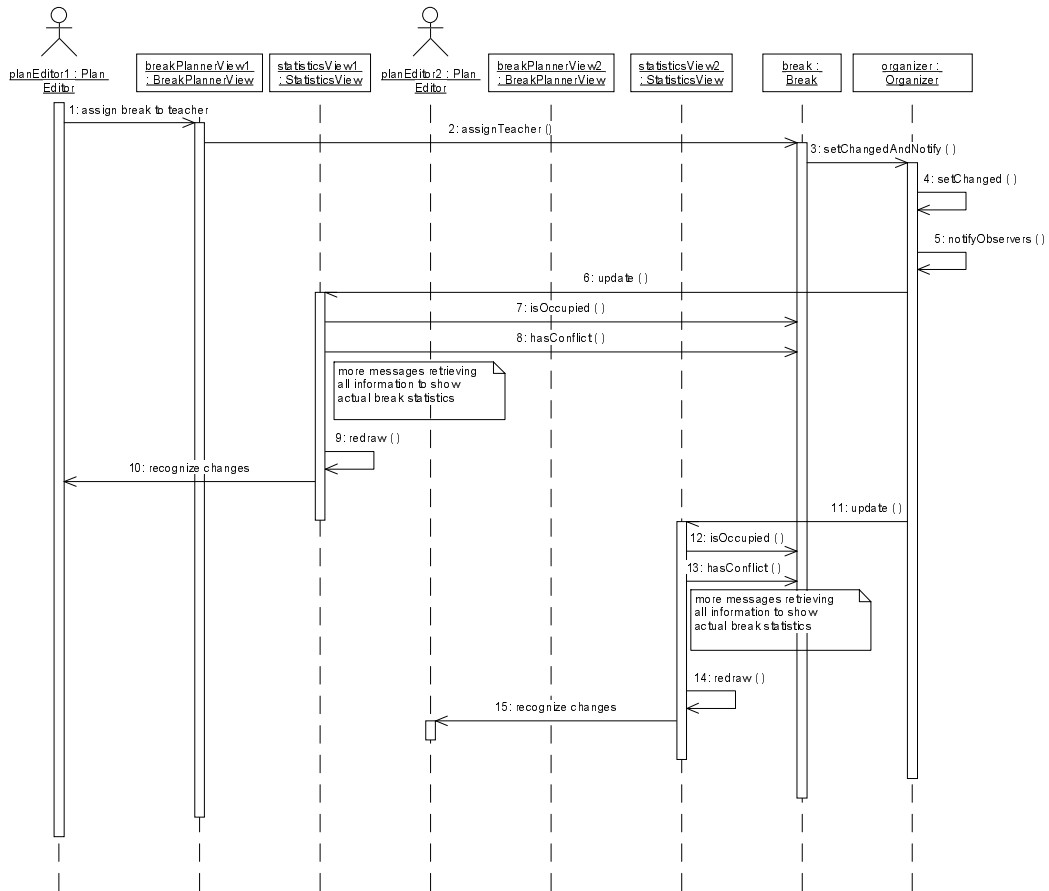 planEditor1 : Plan
Editor
breakPlannerView1
: BreakPlannerView
statisticsView1
: StatisticsView
planEditor2 : Plan
Editor
breakPlannerView2
: BreakPlannerView
statisticsView2
: StatisticsView
break :
Break
organizer :
Organizer
1: assign break to teacher
2: assignTeacher ( )
3: setChangedAndNotify ( )
4: setChanged ( )
5: notifyObservers ( )
6: update ( )
7: isOccupied ( )
8: hasConflict ( )
more messages retrieving
all information to show
actual break statistics
9: redraw ( )
10: recognize changes
11: update ( )
12: isOccupied ( )
13: hasConflict ( )
more messages retrieving
all information to show
actual break statistics
14: redraw ( )
15: recognize changes